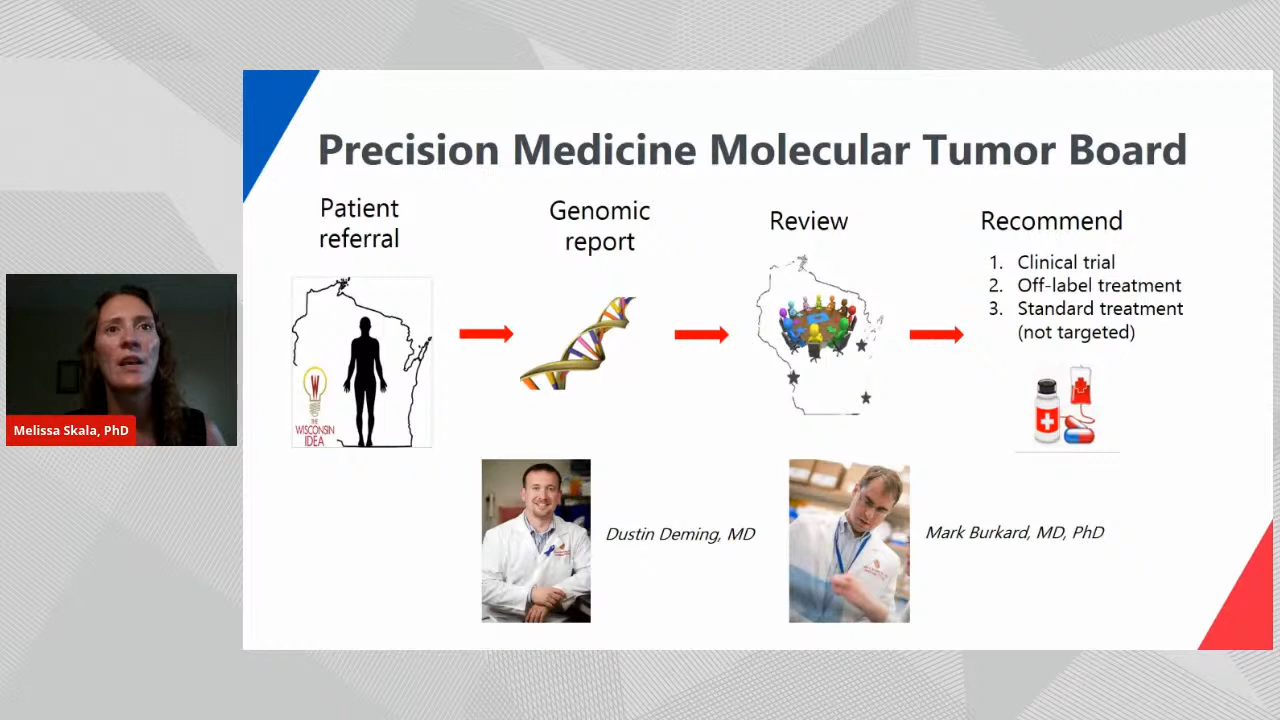 Precision Medicine Molecular Tumor Board
Patient
referral
Genomic
report
Review
Recommend
1. Clinical trial
2. Off-label treatment
3. Standard treatment
(not targeted)
W
THE
WISCONSIN
IDEA
Melissa Skala, PhD
Dustin Deming, MD
Mark Burkard, MD, PhD